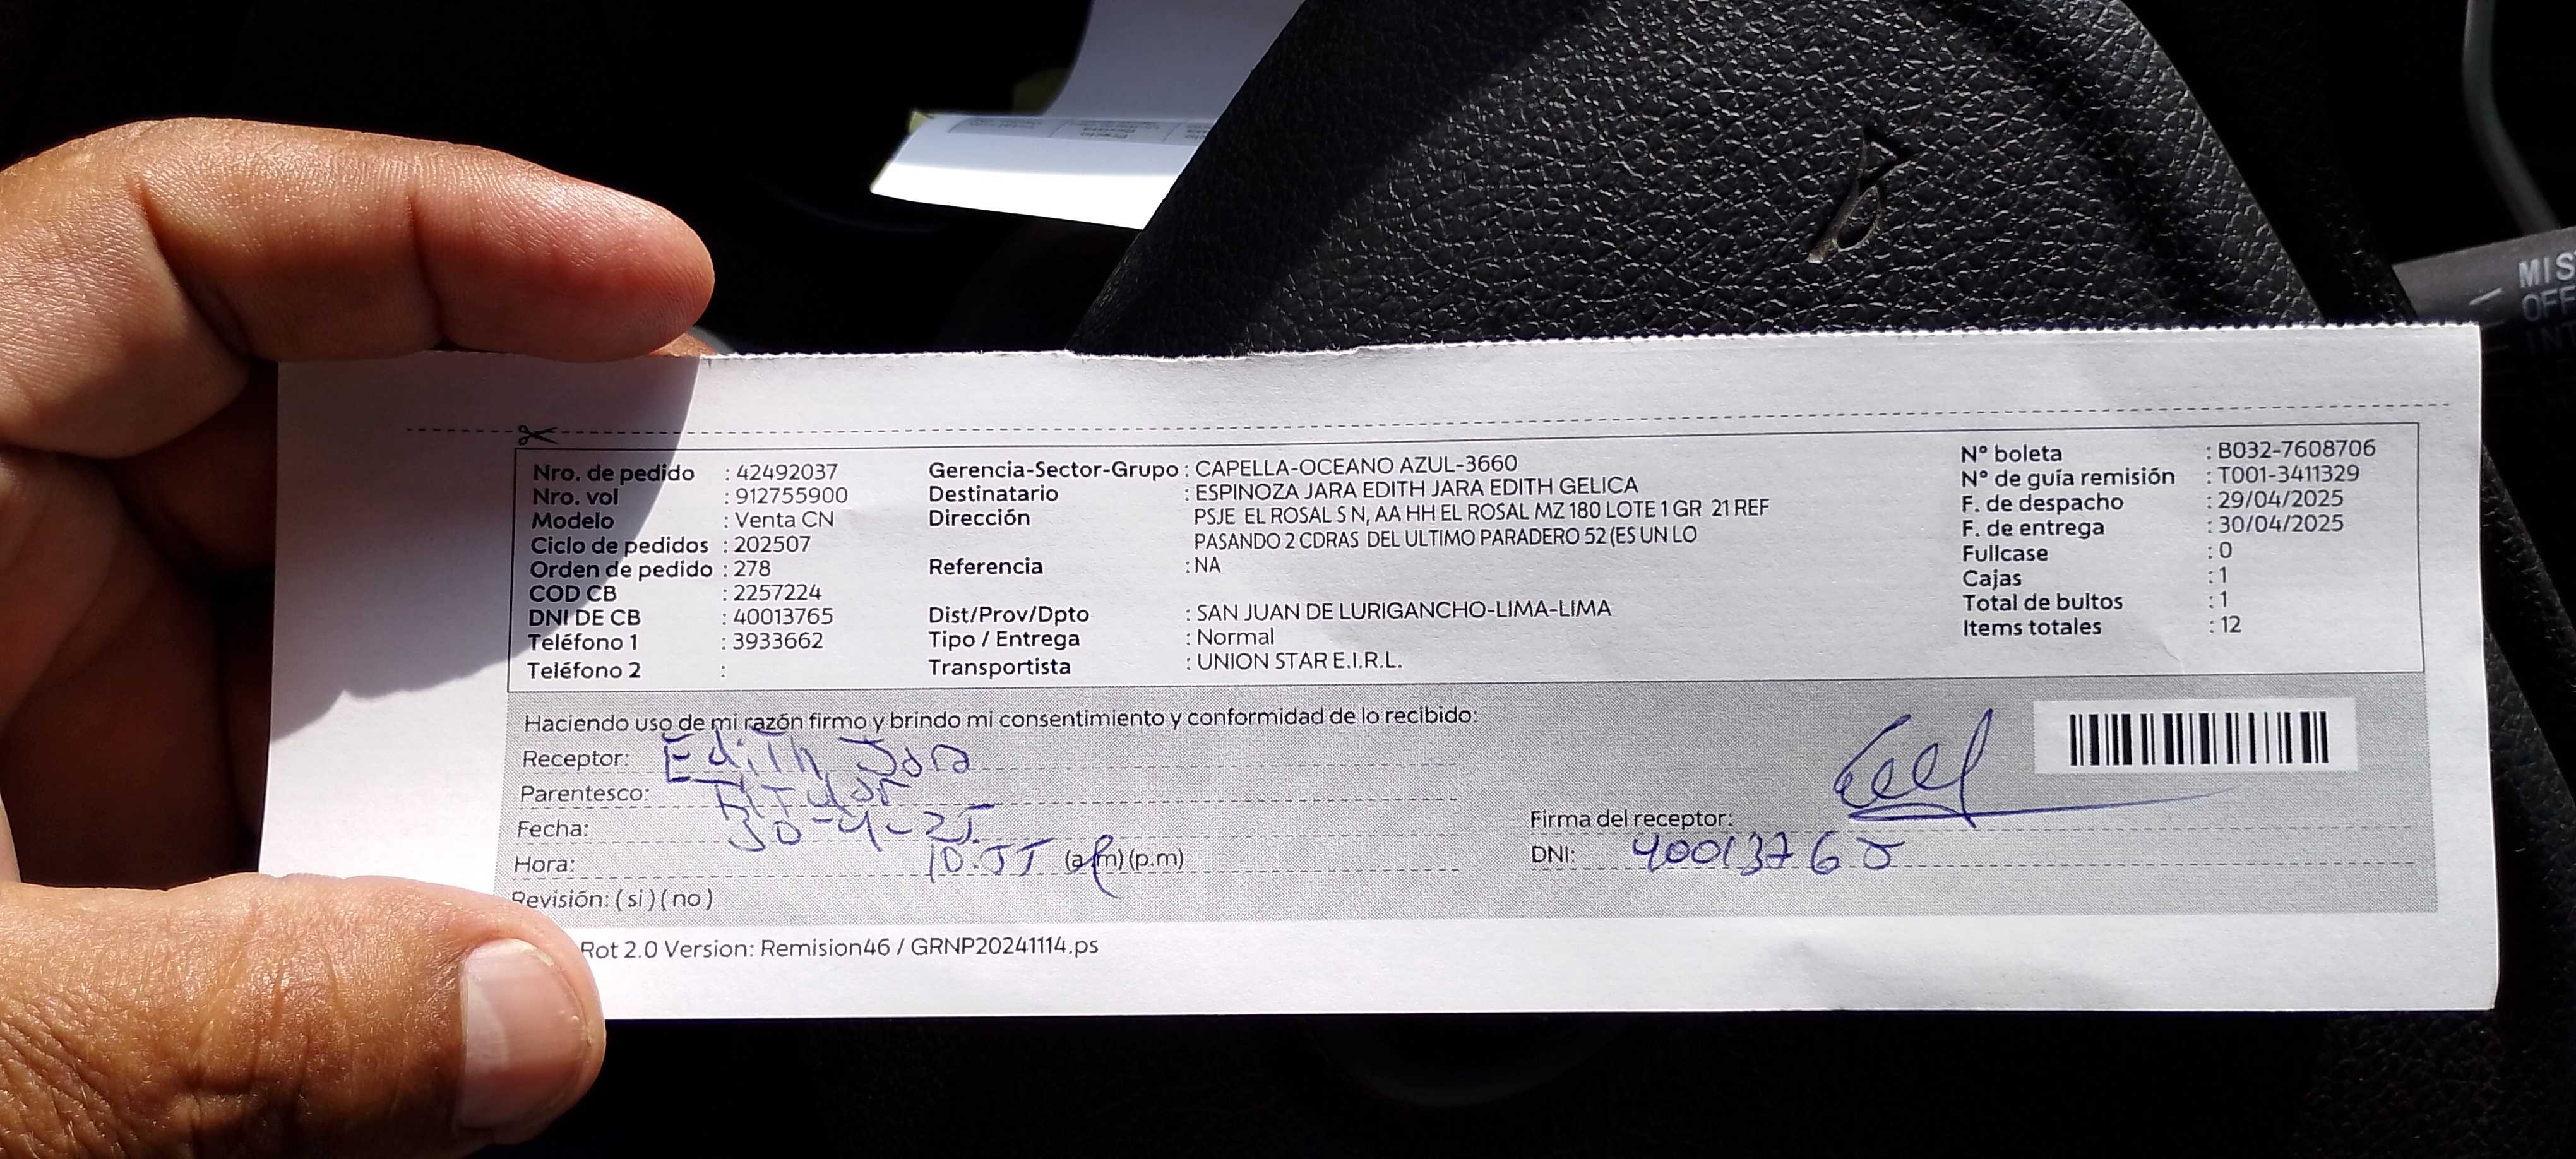 MIS
OFF
INT
Nro. de pedido : 42492037
Nro. vol : 912755900
Modelo : Venta CN
Ciclo de pedidos : 202507
Orden de pedido : 278
COD CB : 2257224
DNI DE CB : 40013765
Teléfono 1 : 3933662
Teléfono 2 :
Gerencia-Sector-Grupo : CAPELLA-OCEANO AZUL-3660
Destinatario : ESPINOZA JARA EDITH JARA EDITH GELICA
Dirección PSJE EL ROSAL S N, AA HH EL ROSAL MZ 180 LOTE 1 GR 21 REF
PASANDO 2 CDRAS DEL ULTIMO PARADERO 52 (ES UN LO
Referencia : NA
Dist/Prov/Dpto : SAN JUAN DE LURIGANCHO-LIMA-LIMA
Tipo / Entrega : Normal
Transportista : UNION STAR E.I.R.L.
N° boleta : B032-7608706
N° de guía remisión : T001-3411329
F. de despacho : 29/04/2025
F. de entrega : 30/04/2025
Fullcase : 0
Cajas : 1
Total de bultos : 1
Items totales : 12
Haciendo uso de mi razón firmo y brindo mi consentimiento y conformidad de lo recibido:
Receptor: Edith Jara
Parentesco: Titular
Fecha: 30-4-25
Hora: 10.55 (a.m) (p.m)
Revisión: ( si ) ( no )
Firma del receptor:
DNI: 40013765
Rot 2.0 Version: Remision46 / GRNP20241114.ps